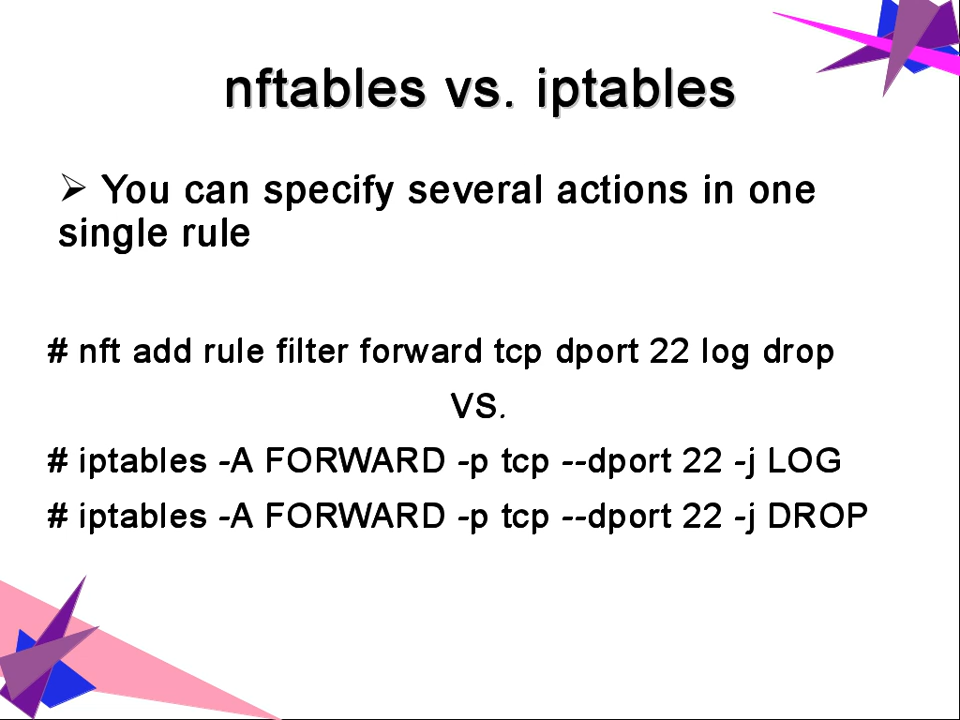 nftables vs. iptables
➢ You can specify several actions in one
single rule
# nft add rule filter forward tcp dport 22 log drop
VS.
# iptables -A FORWARD -p tcp --dport 22 -j LOG
# iptables -A FORWARD -p tcp --dport 22 -j DROP